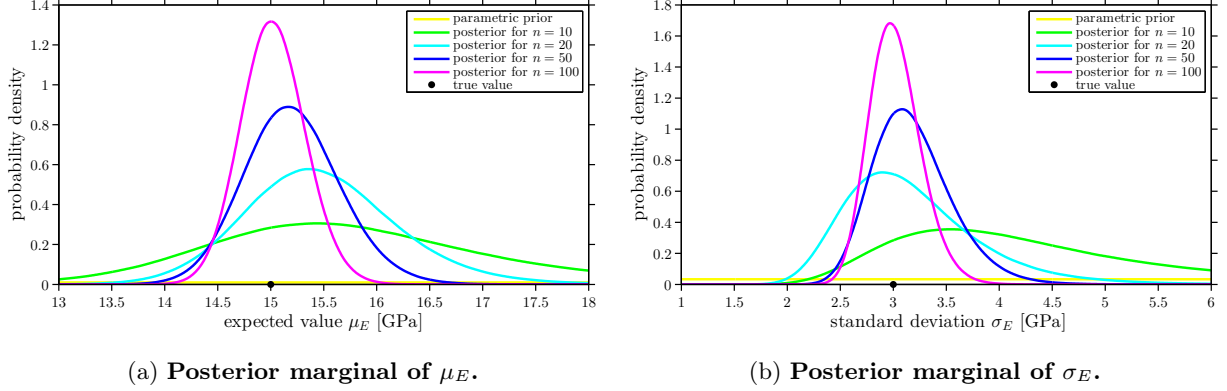 1.4
1.2
1
0.8
0.6
0.4
0.2
0
probability density
13 13.5 14 14.5 15 15.5 16 16.5 17 17.5 18
expected value μ_E [GPa]
parametric prior
posterior for n = 10
posterior for n = 20
posterior for n = 50
posterior for n = 100
true value
(a) Posterior marginal of μ_E.
1.8
1.6
1.4
1.2
1
0.8
0.6
0.4
0.2
0
probability density
1 1.5 2 2.5 3 3.5 4 4.5 5 5.5 6
standard deviation σ_E [GPa]
parametric prior
posterior for n = 10
posterior for n = 20
posterior for n = 50
posterior for n = 100
true value
(b) Posterior marginal of σ_E.